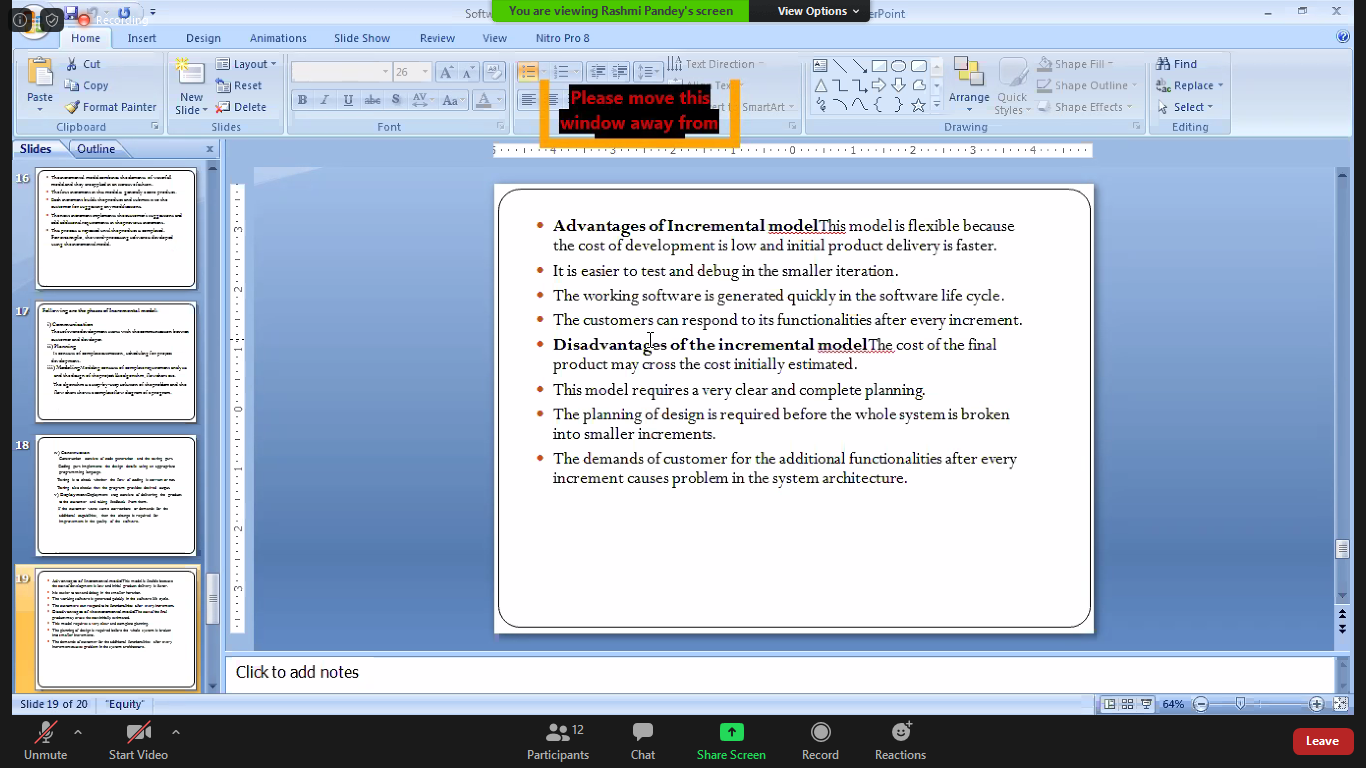 Recording
Softw
You are viewing Rashmi Pandey's screen
View Options
erPoint
Home
Insert
Design
Animations
Slide Show
Review
View
Nitro Pro 8
Paste
Cut
Copy
Format Painter
Clipboard
New
Slide
Layout
Reset
Delete
Slides
26
Font
Text Direction
SmartArt
Please move this
window away from
Arrange
Quick
Styles
Shape Fill
Shape Outline
Shape Effects
Drawing
Find
Replace
Select
Editing
Slides
Outline
16
17
Following are the phases of Incremental model:
i) Communication
ii) Planning
18
19
Advantages of Incremental modelThis model is flexible because
the cost of development is low and initial product delivery is faster.
It is easier to test and debug in the smaller iteration.
The working software is generated quickly in the software life cycle.
The customers can respond to its functionalities after every increment.
Disadvantages of the incremental modelThe cost of the final
product may cross the cost initially estimated.
This model requires a very clear and complete planning.
The planning of design is required before the whole system is broken
into smaller increments.
The demands of customer for the additional functionalities after every
increment causes problem in the system architecture.
Click to add notes
Slide 19 of 20
"Equity"
64%
Unmute
Start Video
Participants
12
Chat
Share Screen
Record
Reactions
Leave